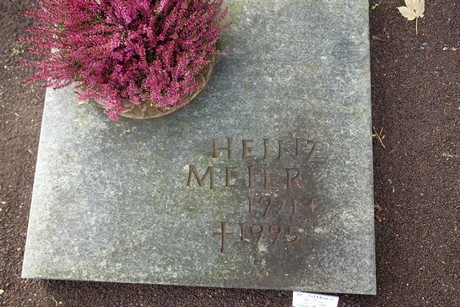 HEINZ
MEIER
1921 +
† 1995